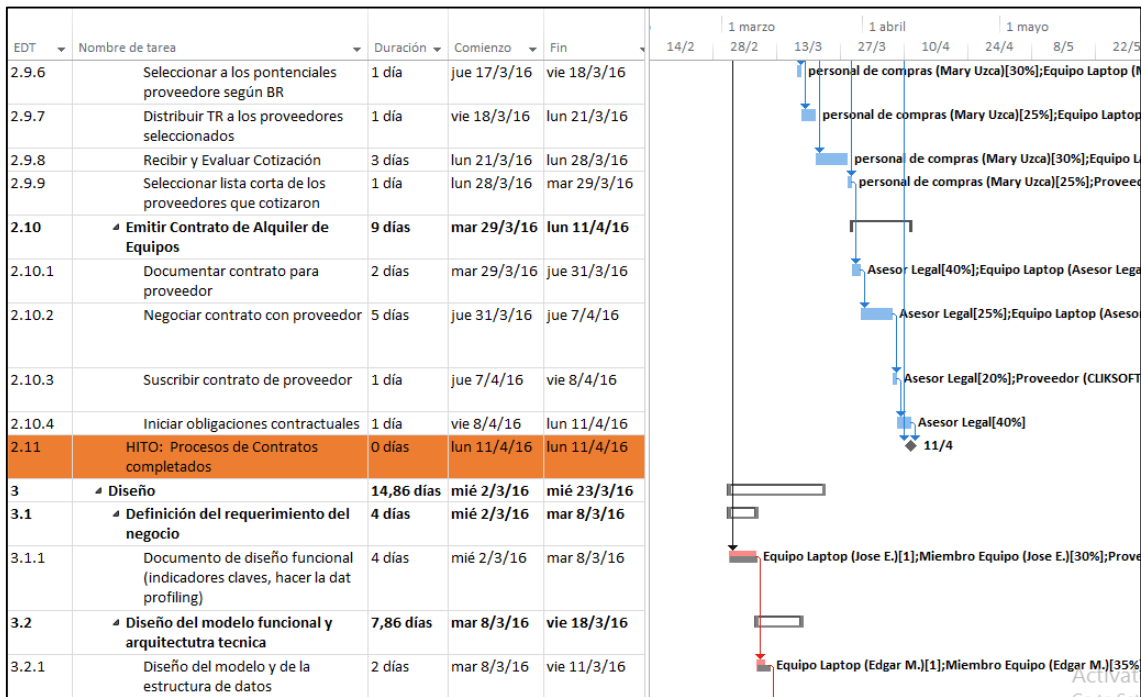 1 marzo 1 abril 1 mayo
EDT Nombre de tarea Duración Comienzo Fin 14/2 28/2 13/3 27/3 10/4 24/4 8/5 22/5
2.9.6 Seleccionar a los pontenciales 1 día jue 17/3/16 vie 18/3/16 personal de compras (Mary Uzca)[30%];Equipo Laptop (M
proveedore según BR
2.9.7 Distribuir TR a los proveedores 1 día vie 18/3/16 lun 21/3/16 personal de compras (Mary Uzca)[25%];Equipo Laptop
seleccionados
2.9.8 Recibir y Evaluar Cotización 3 días lun 21/3/16 lun 28/3/16 personal de compras (Mary Uzca)[30%];Equipo L
2.9.9 Seleccionar lista corta de los 1 día lun 28/3/16 mar 29/3/16 personal de compras (Mary Uzca)[25%];Proveed
proveedores que cotizaron
2.10 Emitir Contrato de Alquiler de 9 días mar 29/3/16 lun 11/4/16
Equipos
2.10.1 Documentar contrato para 2 días mar 29/3/16 jue 31/3/16 Asesor Legal[40%];Equipo Laptop (Asesor Lega
proveedor
2.10.2 Negociar contrato con proveedor 5 días jue 31/3/16 jue 7/4/16 Asesor Legal[25%];Equipo Laptop (Aseso
2.10.3 Suscribir contrato de proveedor 1 día jue 7/4/16 vie 8/4/16 Asesor Legal[20%];Proveedor (CLIKSOFT
2.10.4 Iniciar obligaciones contractuales 1 día vie 8/4/16 lun 11/4/16 Asesor Legal[40%]
2.11 HITO: Procesos de Contratos 0 días lun 11/4/16 lun 11/4/16 11/4
completados
3 Diseño 14,86 días mié 2/3/16 mié 23/3/16
3.1 Definición del requerimiento del 4 días mié 2/3/16 mar 8/3/16
negocio
3.1.1 Documento de diseño funcional 4 días mié 2/3/16 mar 8/3/16 Equipo Laptop (Jose E.)[1];Miembro Equipo (Jose E.)[30%];Prove
(indicadores claves, hacer la dat
profiling)
3.2 Diseño del modelo funcional y 7,86 días mar 8/3/16 vie 18/3/16
arquitectutra tecnica
3.2.1 Diseño del modelo y de la 2 días mar 8/3/16 vie 11/3/16 Equipo Laptop (Edgar M.)[1];Miembro Equipo (Edgar M.)[35%
estructura de datos
Activat